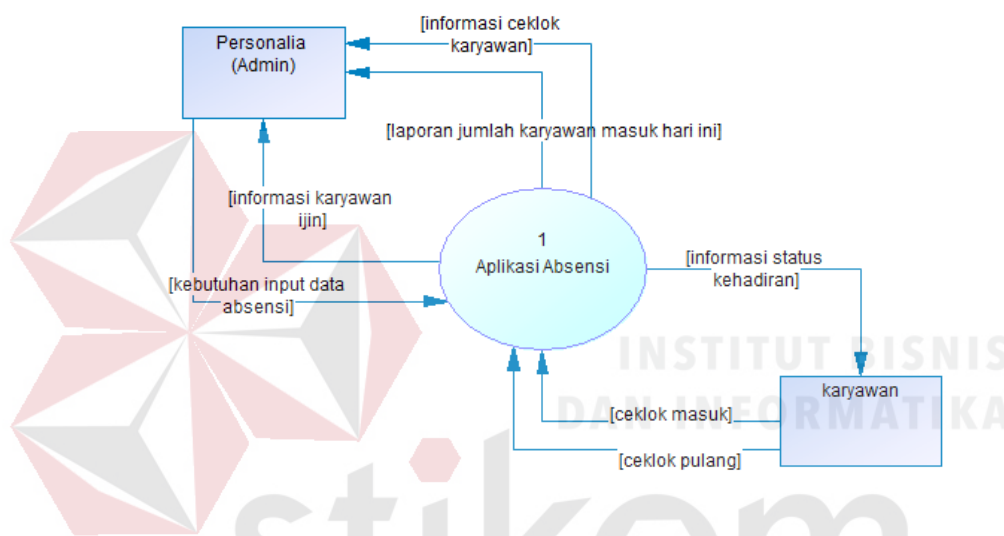 [informasi ceklok
karyawan]
Personalia
(Admin)
[laporan jumlah karyawan masuk hari ini]
[informasi karyawan
ijin]
1
Aplikasi Absensi
[informasi status
kehadiran]
[kebutuhan input data
absensi]
INSTITUT BISNIS
DAN INFORMATIKA
karyawan
[ceklok masuk]
[ceklok pulang]
stikom